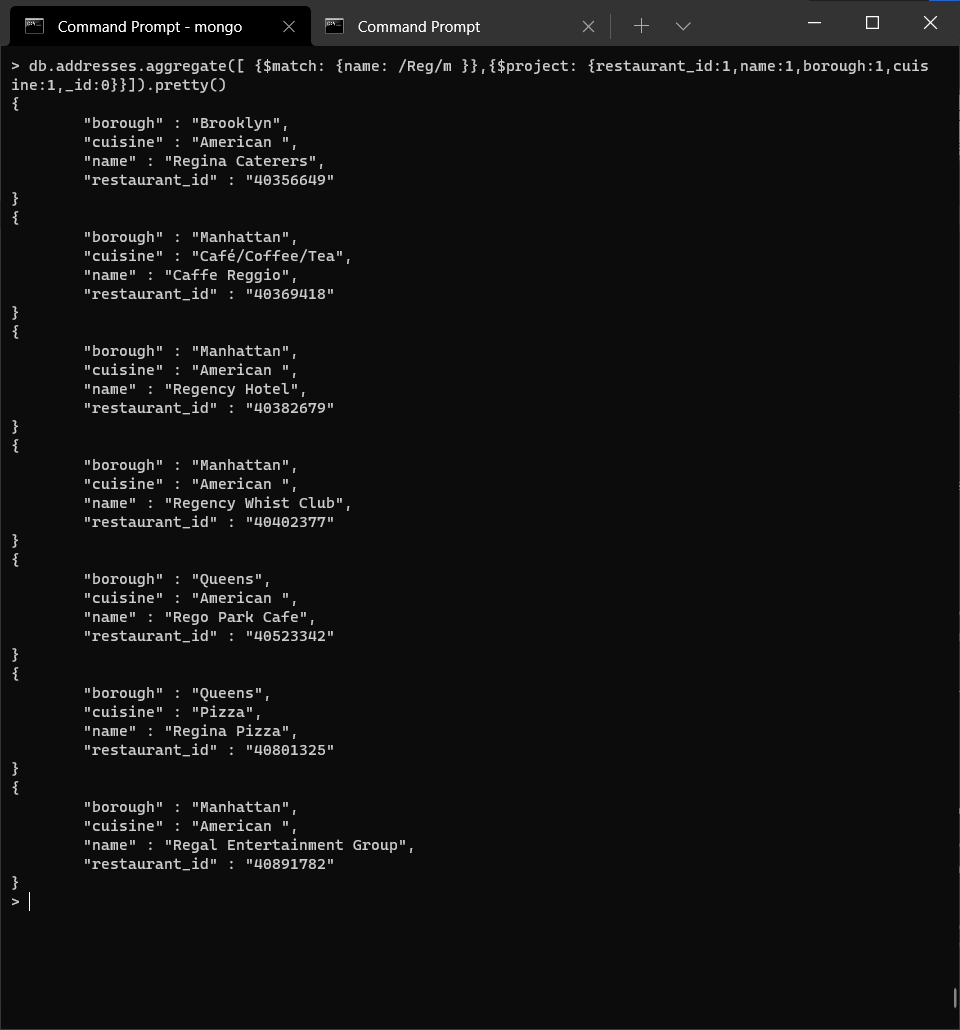 Command Prompt - mongo
Command Prompt
> db.addresses.aggregate([ {$match: {name: /Reg/m }},{$project: {restaurant_id:1,name:1,borough:1,cuis
ine:1,_id:0}}]).pretty()
{
        "borough" : "Brooklyn",
        "cuisine" : "American ",
        "name" : "Regina Caterers",
        "restaurant_id" : "40356649"
}
{
        "borough" : "Manhattan",
        "cuisine" : "Café/Coffee/Tea",
        "name" : "Caffe Reggio",
        "restaurant_id" : "40369418"
}
{
        "borough" : "Manhattan",
        "cuisine" : "American ",
        "name" : "Regency Hotel",
        "restaurant_id" : "40382679"
}
{
        "borough" : "Manhattan",
        "cuisine" : "American ",
        "name" : "Regency Whist Club",
        "restaurant_id" : "40402377"
}
{
        "borough" : "Queens",
        "cuisine" : "American ",
        "name" : "Rego Park Cafe",
        "restaurant_id" : "40523342"
}
{
        "borough" : "Queens",
        "cuisine" : "Pizza",
        "name" : "Regina Pizza",
        "restaurant_id" : "40801325"
}
{
        "borough" : "Manhattan",
        "cuisine" : "American ",
        "name" : "Regal Entertainment Group",
        "restaurant_id" : "40891782"
}
>